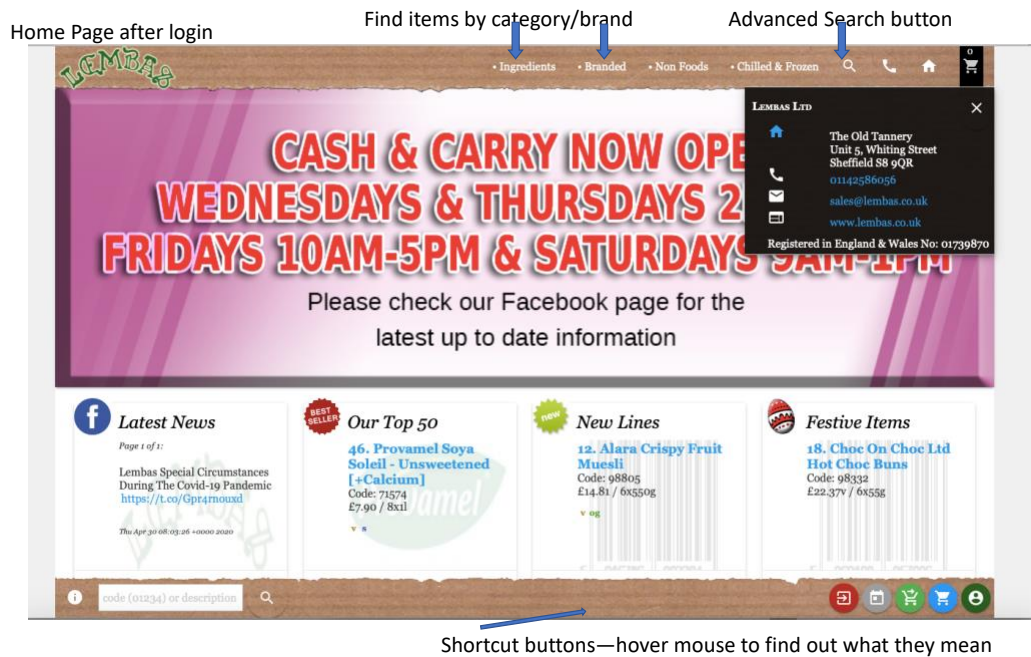 Find items by category/brand
Advanced Search button
Home Page after login
LEMBAS
• Ingredients • Branded • Non Foods • Chilled & Frozen
0
CASH & CARRY NOW OPE
WEDNESDAYS & THURSDAYS 2
FRIDAYS 10AM-5PM & SATURDAYS 9AM-1PM
Please check our Facebook page for the
latest up to date information
LEMBAS LTD
The Old Tannery
Unit 5, Whiting Street
Sheffield S8 9QR
01142586056
sales@lembas.co.uk
www.lembas.co.uk
Registered in England & Wales No: 01739870
Latest News
Page 1 of 1:
Lembas Special Circumstances
During The Covid-19 Pandemic
https://t.co/Gpr4rnouxd
Thu Apr 30 08:03:26 +0000 2020
BEST
SELLER
Our Top 50
46. Provamel Soya
Soleil - Unsweetened
[+Calcium]
Code: 71574
£7.90 / 8x1l
v s
new
New Lines
12. Alara Crispy Fruit
Muesli
Code: 98805
£14.81 / 6x550g
v og
Festive Items
18. Choc On Choc Ltd
Hot Choc Buns
Code: 98332
£22.37v / 6x55g
code (01234) or description
Shortcut buttons—hover mouse to find out what they mean